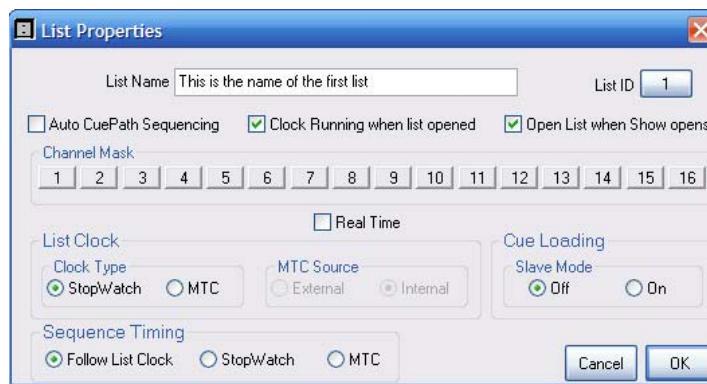 List Properties
List Name This is the name of the first list List ID 1
Auto CuePath Sequencing Clock Running when list opened Open List when Show opens
Channel Mask
1 2 3 4 5 6 7 8 9 10 11 12 13 14 15 16
Real Time
List Clock Cue Loading
Clock Type MTC Source Slave Mode
StopWatch MTC External Internal Off On
Sequence Timing
Follow List Clock StopWatch MTC Cancel OK